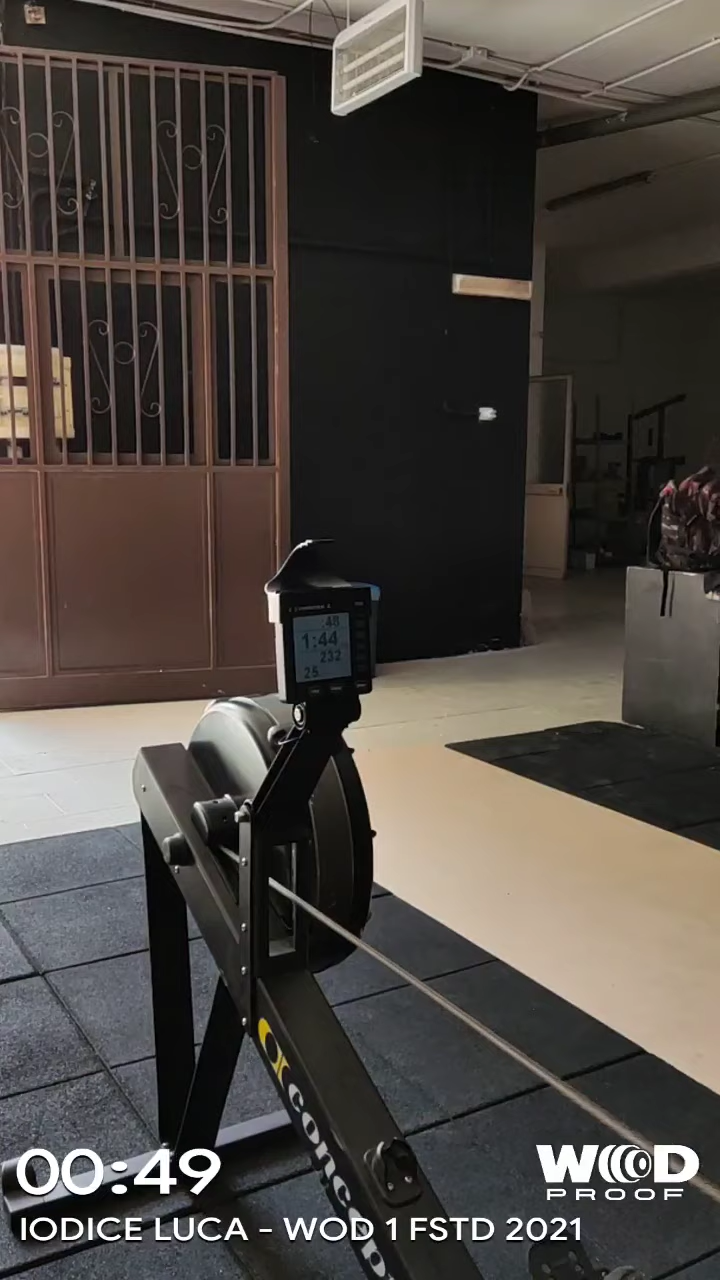 :48
1:44
232
25
concept
00:49
WOD
PROOF
IODICE LUCA - WOD 1 FSTD 2021